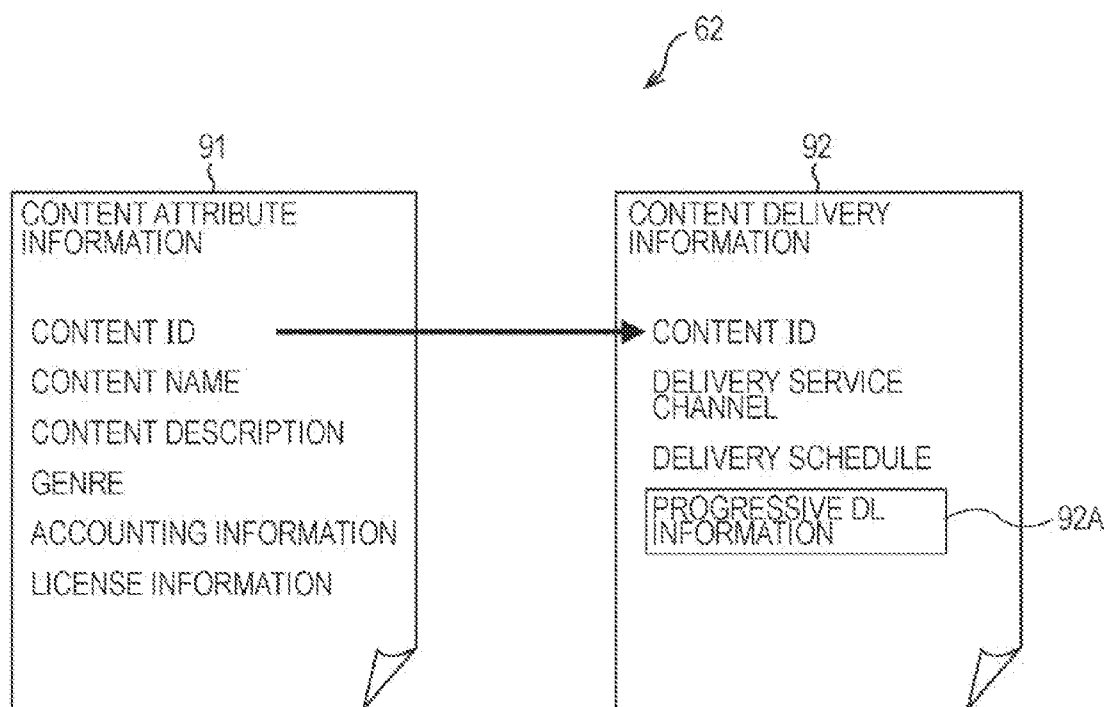 62
91
CONTENT ATTRIBUTE
INFORMATION
CONTENT ID
CONTENT NAME
CONTENT DESCRIPTION
GENRE
ACCOUNTING INFORMATION
LICENSE INFORMATION
92
CONTENT DELIVERY
INFORMATION
CONTENT ID
DELIVERY SERVICE
CHANNEL
DELIVERY SCHEDULE
PROGRESSIVE DL
INFORMATION
92A